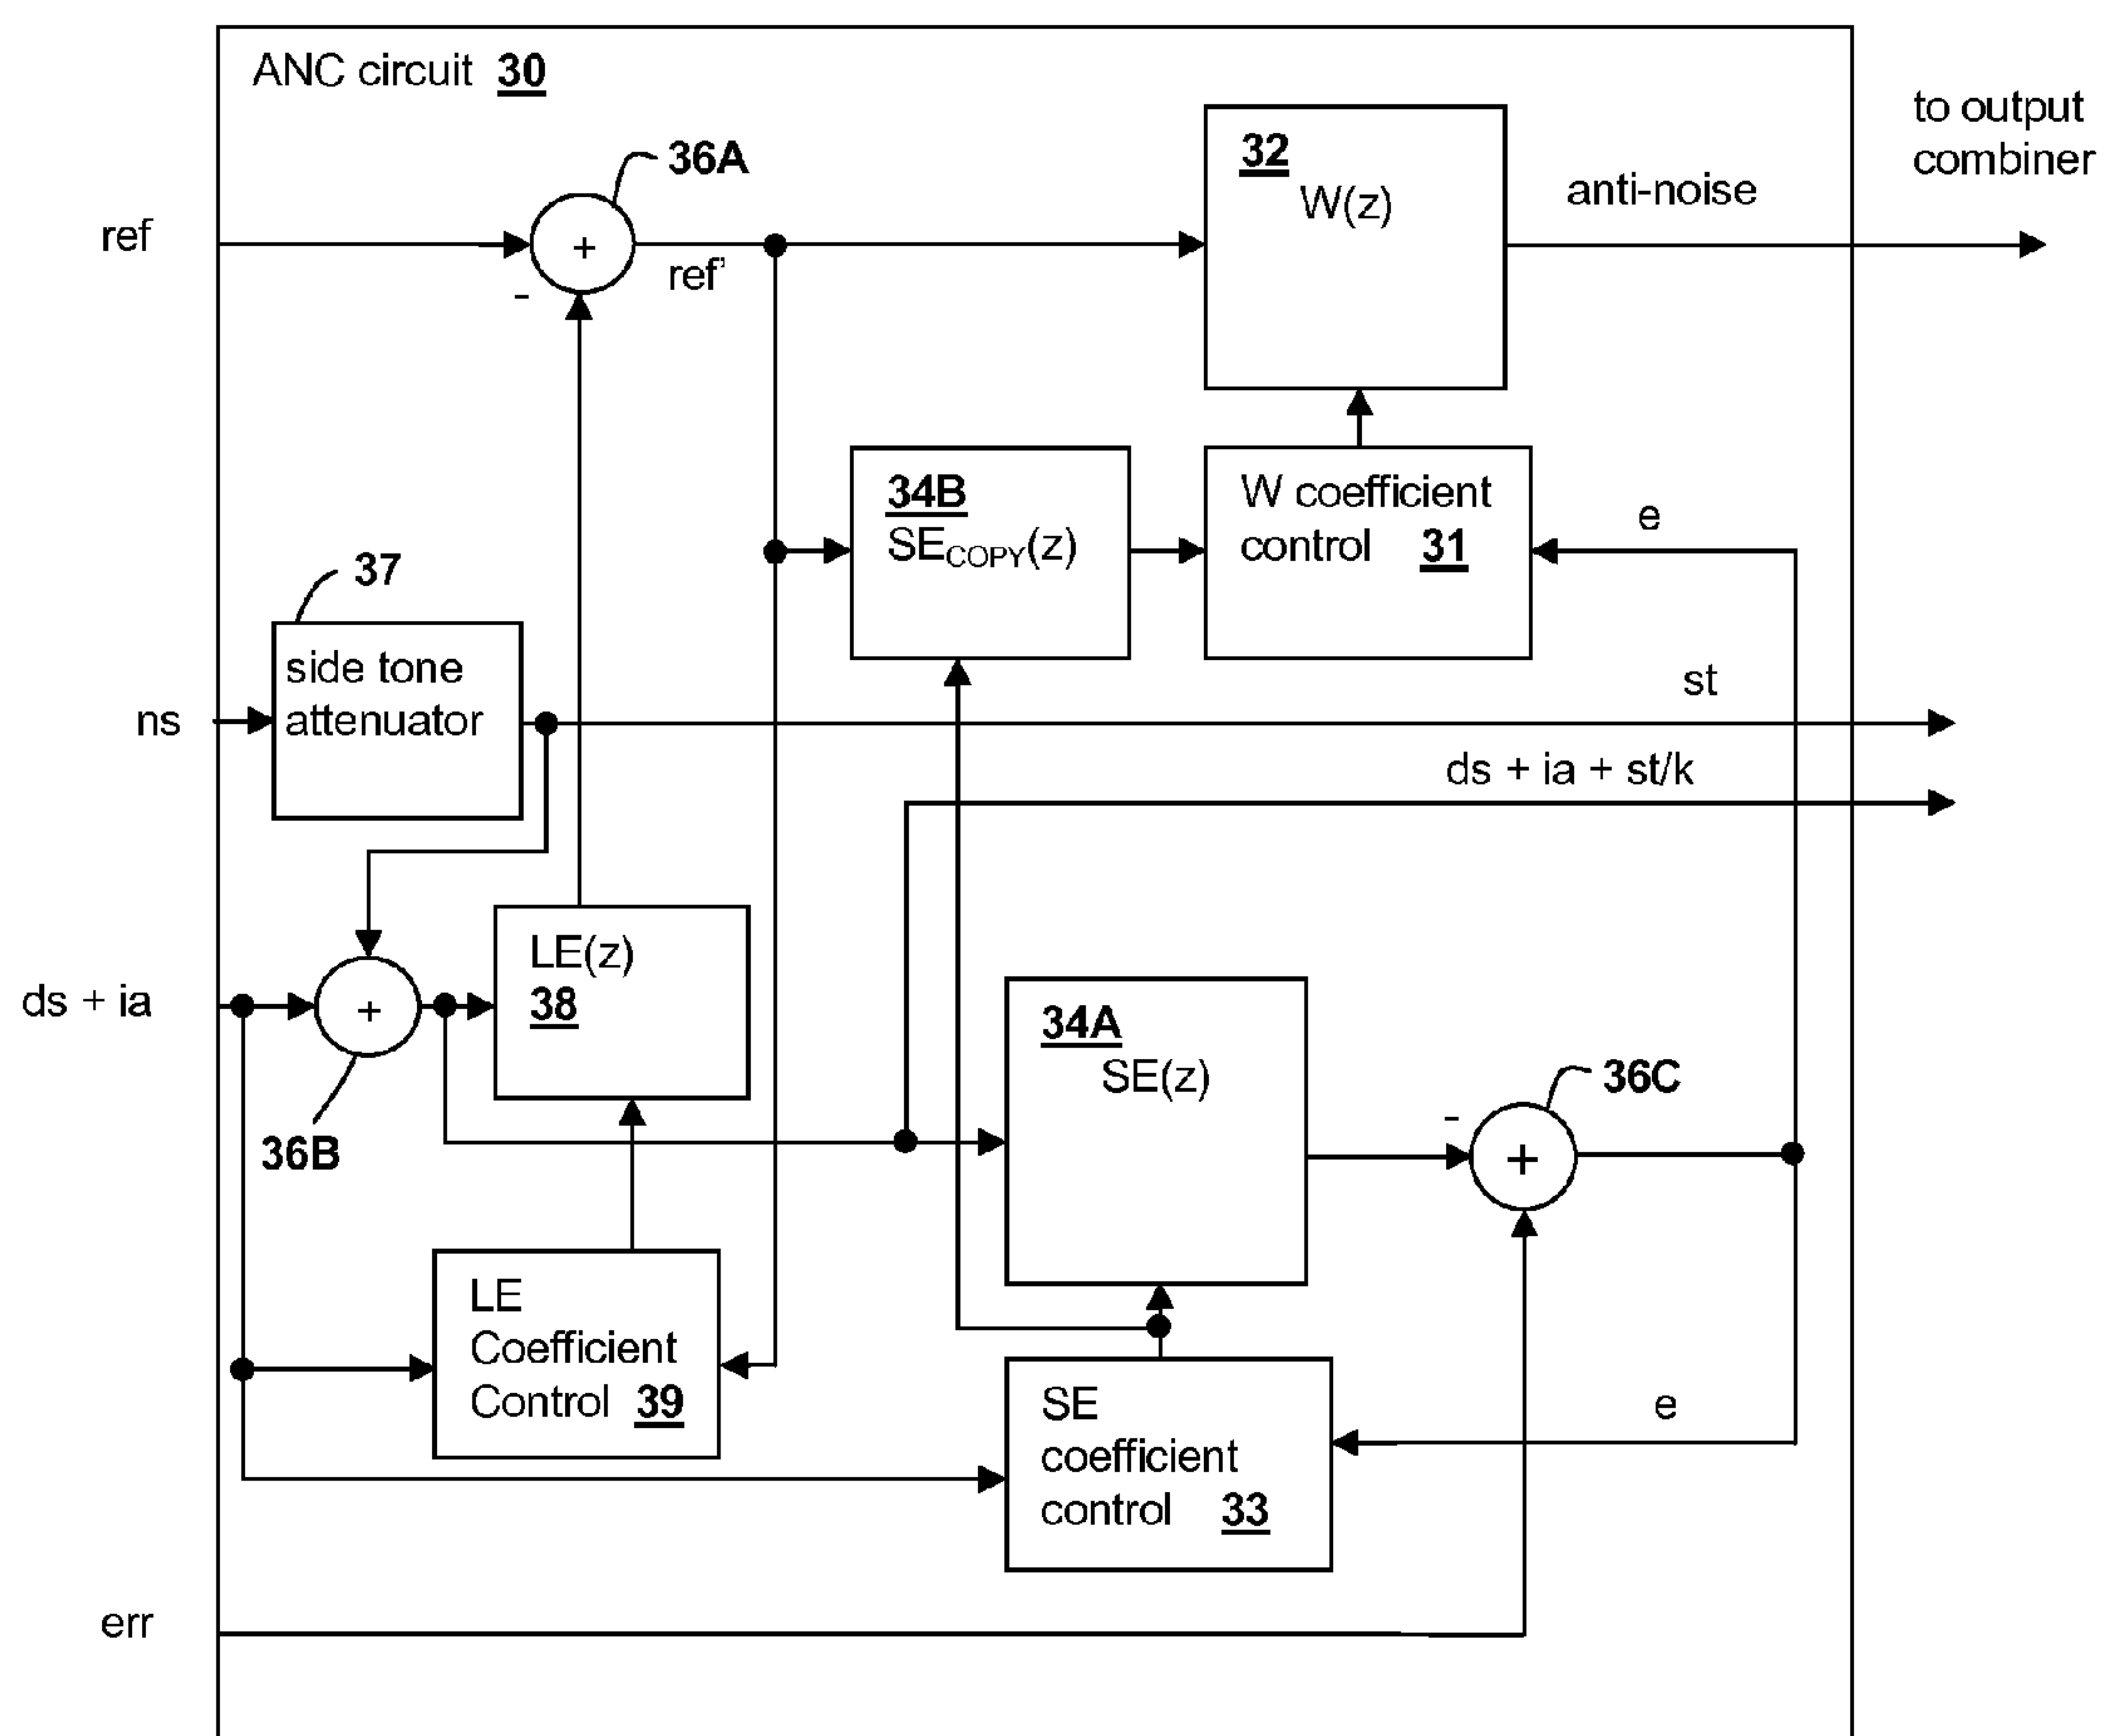 ANC circuit 30
to output
combiner
36A
32
W(z)
anti-noise
ref
+
ref'
-
34B
SECOPY(z)
W coefficient
control 31
e
37
side tone
attenuator
ns
st
ds + ia + st/k
LE(z)
38
ds + ia
+
34A
SE(z)
36C
36B
-
+
LE
Coefficient
Control 39
SE
coefficient
control 33
e
err